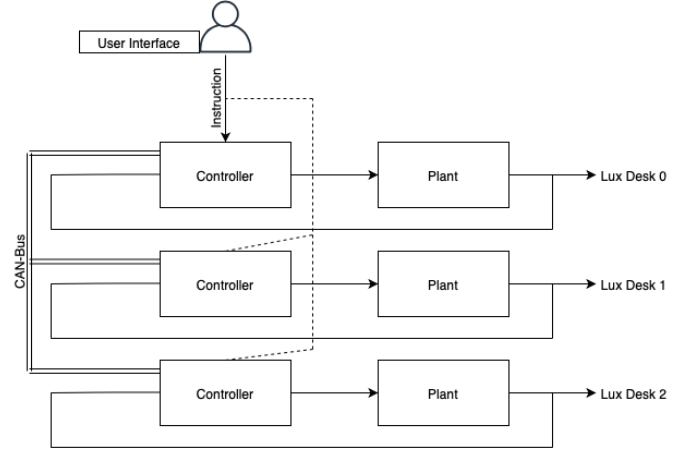 User Interface
Instruction
Controller
Plant
Lux Desk 0
CAN-Bus
Controller
Plant
Lux Desk 1
Controller
Plant
Lux Desk 2